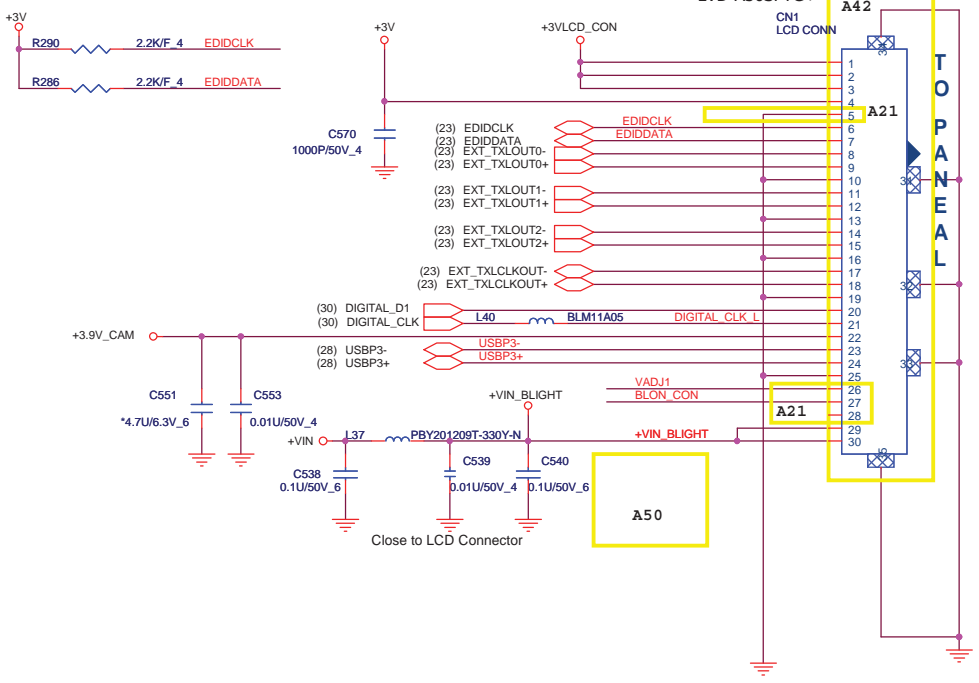 A42
CN1
LCD CONN
+3V
R290 2.2K/F_4 EDIDCLK
R286 2.2K/F_4 EDIDDATA
+3V
+3VLCD_CON
C570
1000P/50V_4
(23) EDIDCLK EDIDCLK
(23) EDIDDATA EDIDDATA
(23) EXT_TXLOUT0-
(23) EXT_TXLOUT0+
(23) EXT_TXLOUT1-
(23) EXT_TXLOUT1+
(23) EXT_TXLOUT2-
(23) EXT_TXLOUT2+
(23) EXT_TXLCLKOUT-
(23) EXT_TXLCLKOUT+
(30) DIGITAL_D1
(30) DIGITAL_CLK L40 BLM11A05 DIGITAL_CLK_L
+3.9V_CAM
(28) USBP3- USBP3-
(28) USBP3+ USBP3+
C551
*4.7U/6.3V_6
C553
0.01U/50V_4
VADJ1
BLON_CON
+VIN_BLIGHT
+VIN L37 PBY201209T-330Y-N +VIN_BLIGHT
C538
0.1U/50V_6
C539
0.01U/50V_4
C540
0.1U/50V_6
Close to LCD Connector
A50
A21
A21
1
2
3
4
5
6
7
8
9
10
11
12
13
14
15
16
17
18
19
20
21
22
23
24
25
26
27
28
29
30
31
32
33
34
35
TO PANEAL